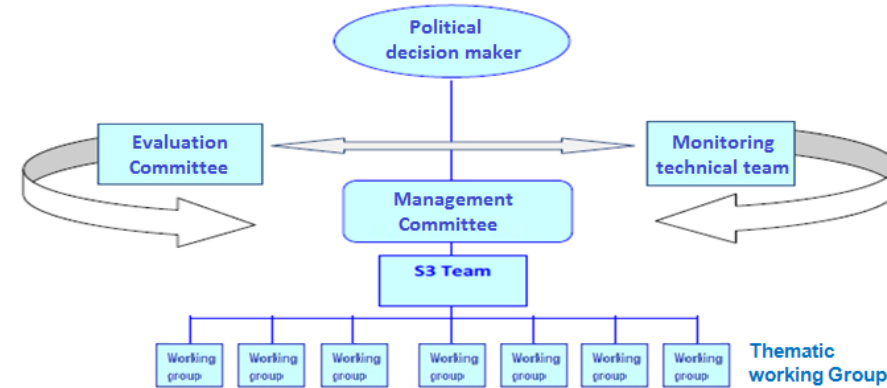 Political
decision maker
Evaluation
Committee
Monitoring
technical team
Management
Committee
S3 Team
Working
group
Working
group
Working
group
Working
group
Working
group
Working
group
Working
group
Thematic
working Group